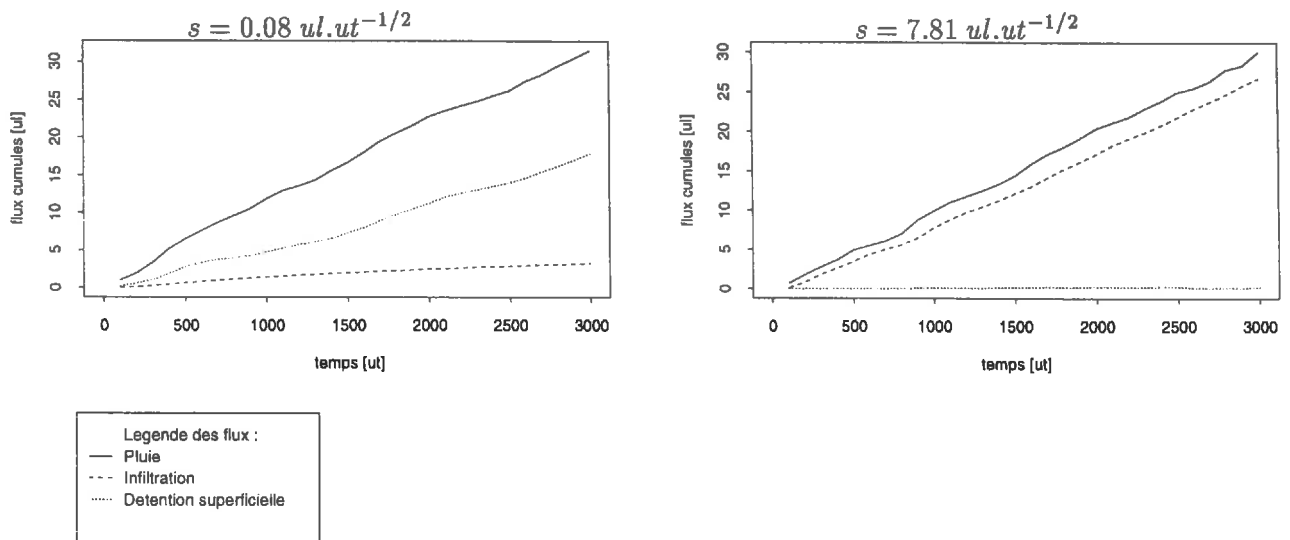 s = 0.08 ul.ut^{-1/2}
flux cumules [ul]
30
25
20
15
10
5
0
0 500 1000 1500 2000 2500 3000
temps [ut]
s = 7.81 ul.ut^{-1/2}
flux cumules [ul]
30
25
20
15
10
5
0
0 500 1000 1500 2000 2500 3000
temps [ut]
Legende des flux :
Pluie
Infiltration
Detention superficielle